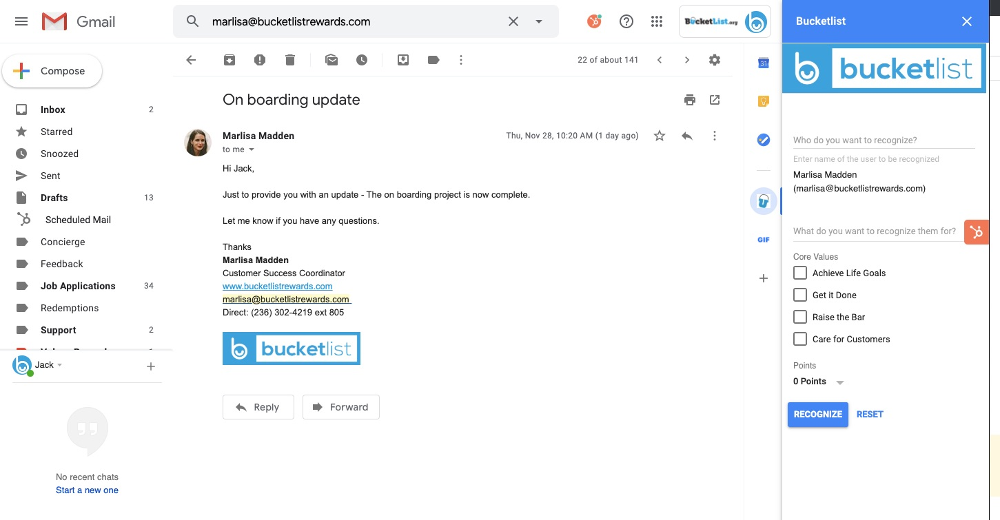 Gmail
marlisa@bucketlistrewards.com
BucketList.org
Bucketlist
bucketlist
Compose
22 of about 141
31
Inbox 2
Starred
Snoozed
Sent
Drafts 13
Scheduled Mail
Concierge
Feedback
Job Applications 34
Redemptions
Support 2
Jack
No recent chats
Start a new one
On boarding update
Marlisa Madden
Thu, Nov 28, 10:20 AM (1 day ago)
to me
Hi Jack,
Just to provide you with an update - The on boarding project is now complete.
Let me know if you have any questions.
Thanks
Marlisa Madden
Customer Success Coordinator
www.bucketlistrewards.com
marlisa@bucketlistrewards.com
Direct: (236) 302-4219 ext 805
bucketlist
Reply
Forward
GIF
Who do you want to recognize?
Enter name of the user to be recognized
Marlisa Madden
(marlisa@bucketlistrewards.com)
What do you want to recognize them for?
Core Values
Achieve Life Goals
Get it Done
Raise the Bar
Care for Customers
Points
0 Points
RECOGNIZE
RESET